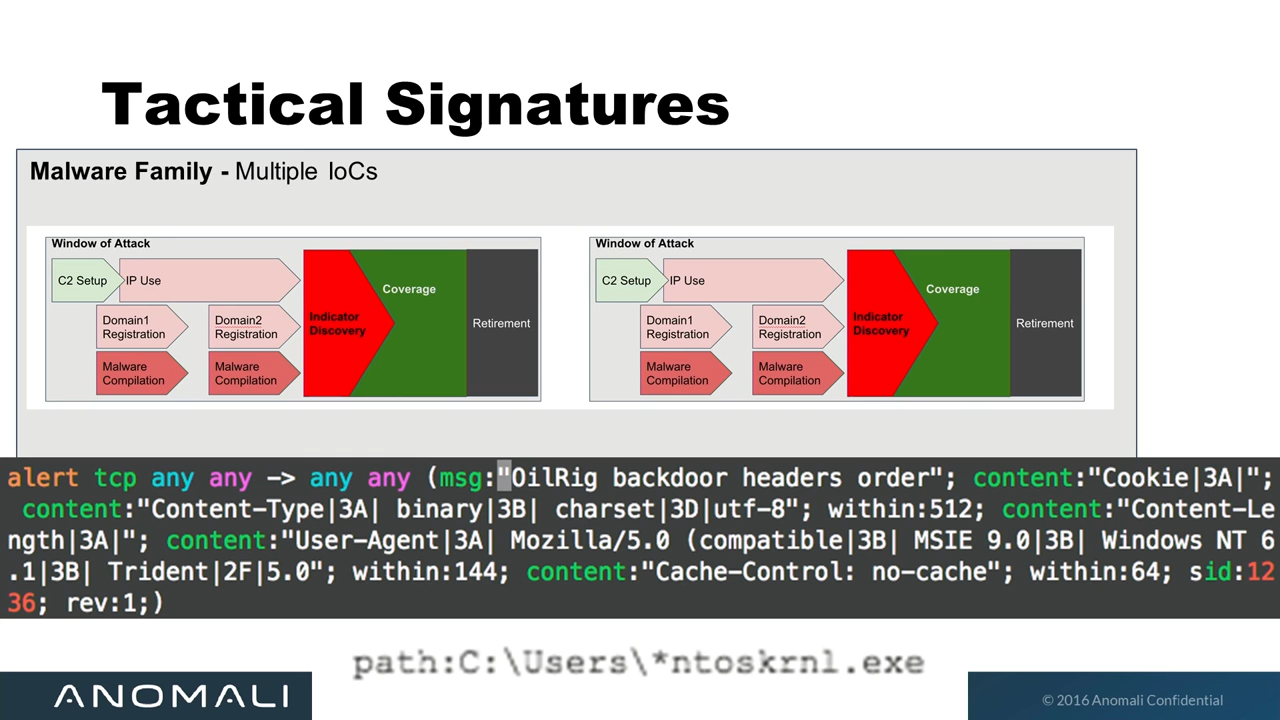 Tactical Signatures
Malware Family - Multiple IoCs
Window of Attack
C2 Setup
IP Use
Domain1
Registration
Domain2
Registration
Malware
Compilation
Malware
Compilation
Indicator
Discovery
Coverage
Retirement
Window of Attack
C2 Setup
IP Use
Domain1
Registration
Domain2
Registration
Malware
Compilation
Malware
Compilation
Indicator
Discovery
Coverage
Retirement
alert tcp any any -> any any (msg:"OilRig backdoor headers order"; content:"Cookie|3A|";
content:"Content-Type|3A| binary|3B| charset|3D|utf-8"; within:512; content:"Content-Le
ngth|3A|"; content:"User-Agent|3A| Mozilla/5.0 (compatible|3B| MSIE 9.0|3B| Windows NT 6
.1|3B| Trident|2F|5.0"; within:144; content:"Cache-Control: no-cache"; within:64; sid:12
36; rev:1;)
path:C:\Users\*ntoskrnl.exe
ANOMALI
© 2016 Anomali Confidential